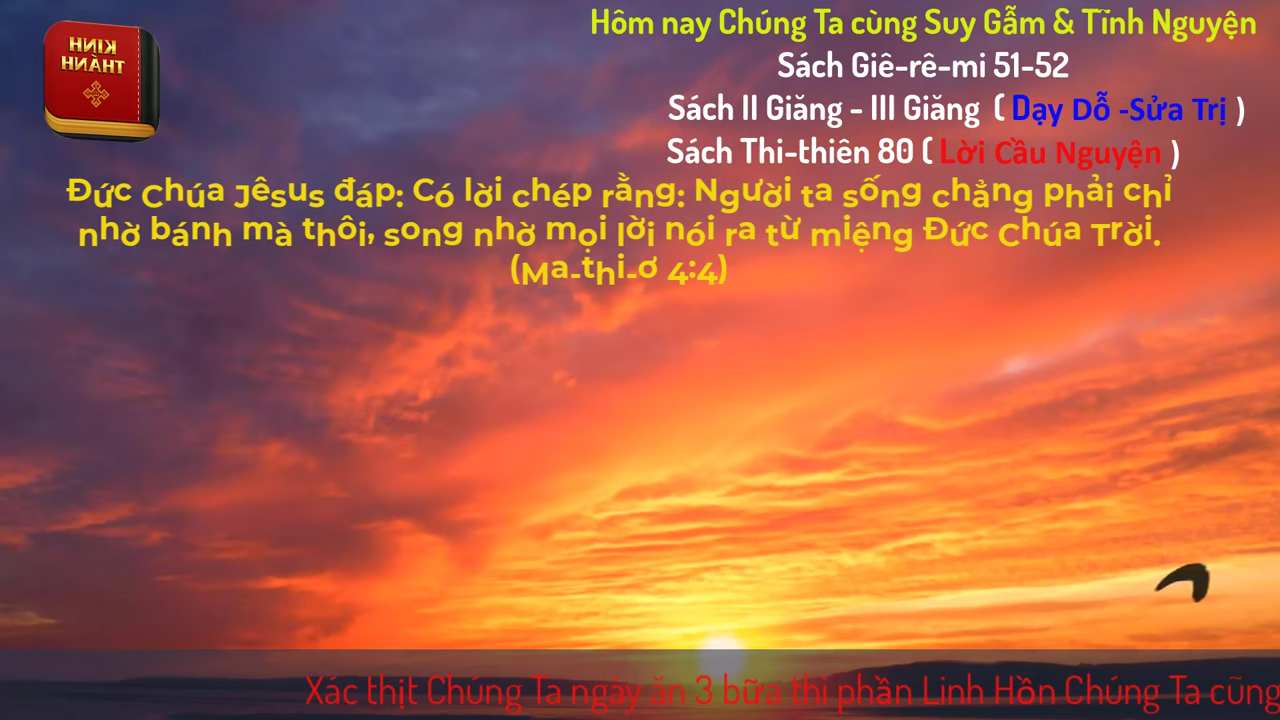 KINH
THÁNH
Hôm nay Chúng Ta cùng Suy Gẫm & Tĩnh Nguyện
Sách Giê-rê-mi 51-52
Sách II Giăng - III Giăng ( Dạy Dỗ -Sửa Trị )
Sách Thi-thiên 80 ( Lời Cầu Nguyện )
Đức Chúa Jêsus đáp: Có lời chép rằng: Người ta sống chẳng phải chỉ
nhờ bánh mà thôi, song nhờ mọi lời nói ra từ miệng Đức Chúa Trời.
(Ma-thi-ơ 4:4)
Xác thịt Chúng Ta ngày ăn 3 bữa thì phần Linh Hồn Chúng Ta cũng